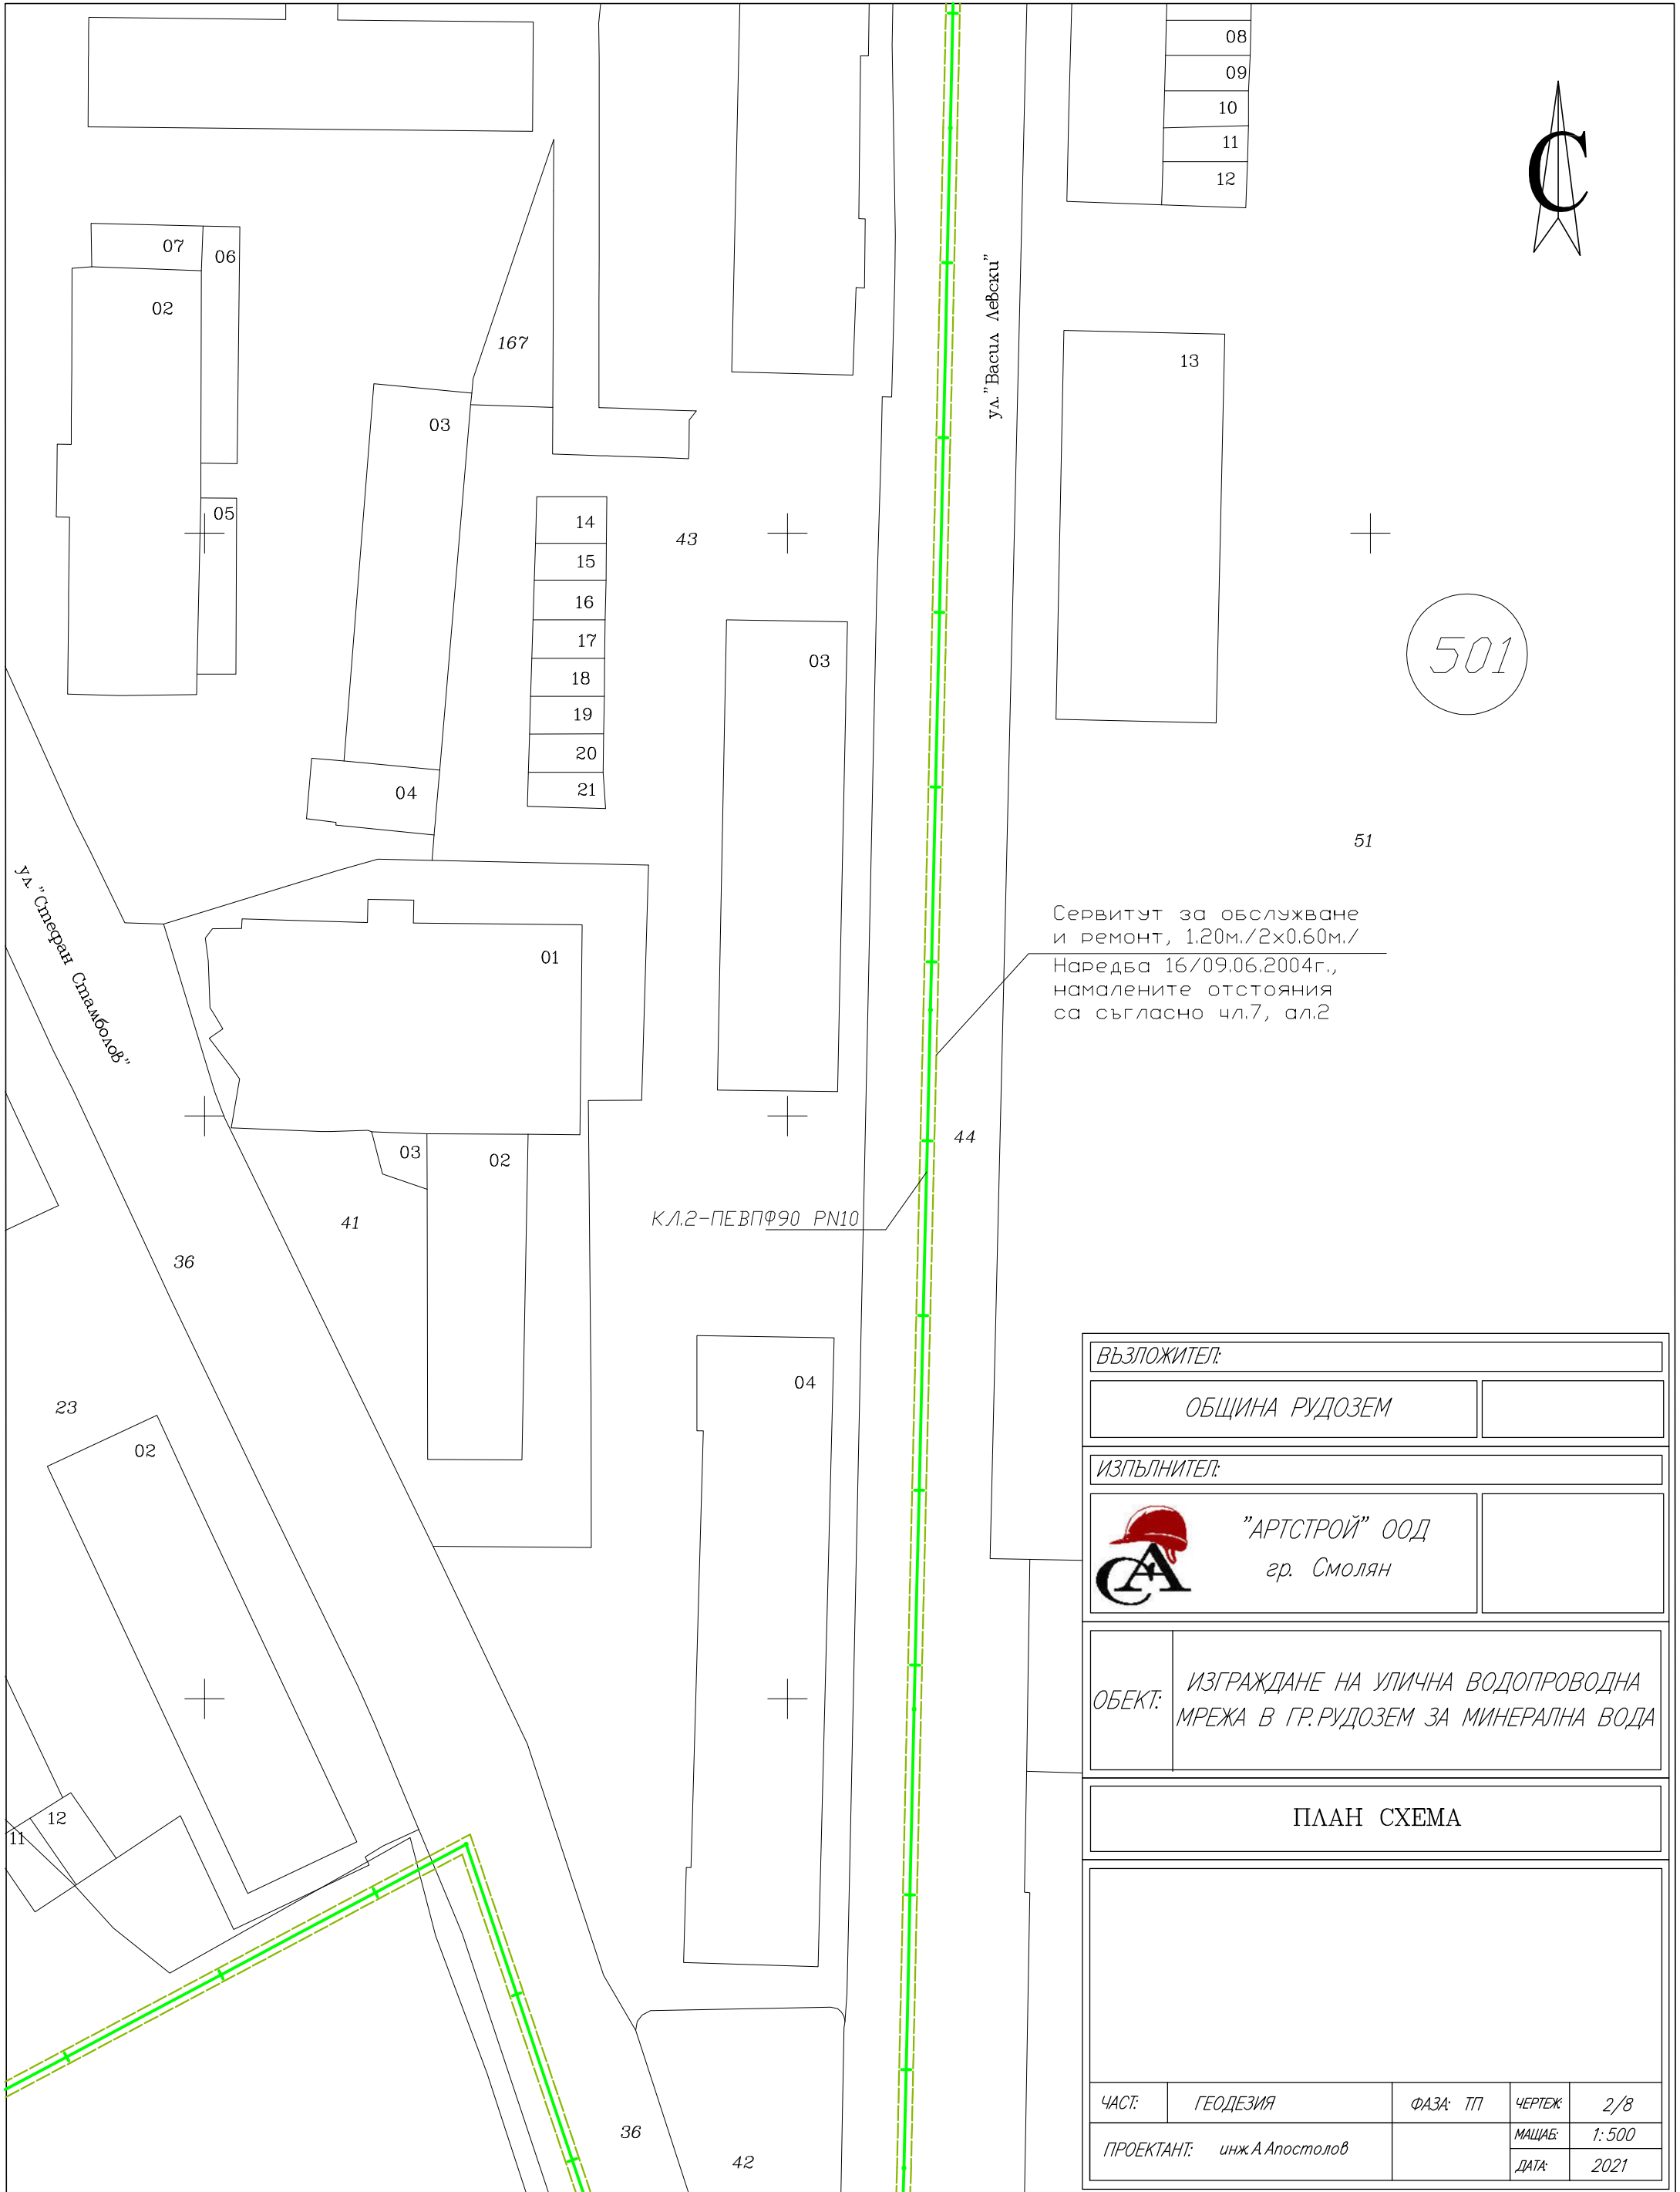 08
09
10
11
12
С
07
06
02
ул."Васил Левски"
167
13
03
05
14
43
15
16
17
03
501
18
19
20
04
21
51
ул."Стефран Стамболов"
Сервитут за обслужване
и ремонт, 1.20м./2х0.60м./
Наредба 16/09.06.2004г.,
намалените отстояния
са съгласно чл.7, ал.2
01
44
03
02
41
КЛ.2-ПЕВПФ90 PN10
36
04
23
02
ВЪЗЛОЖИТЕЛ:
ОБЩИНА РУДОЗЕМ
ИЗПЪЛНИТЕЛ:
СА
"АРТСТРОЙ" ООД
гр. Смолян
ОБЕКТ:
ИЗГРАЖДАНЕ НА УЛИЧНА ВОДОПРОВОДНА
МРЕЖА В ГР.РУДОЗЕМ ЗА МИНЕРАЛНА ВОДА
ПЛАН СХЕМА
12
11
36
42
ЧАСТ: ГЕОДЕЗИЯ ФАЗА: ТП ЧЕРТЕЖ: 2/8
ПРОЕКТАНТ: инж.А.Апостолов МАЩАБ: 1:500
ДАТА: 2021